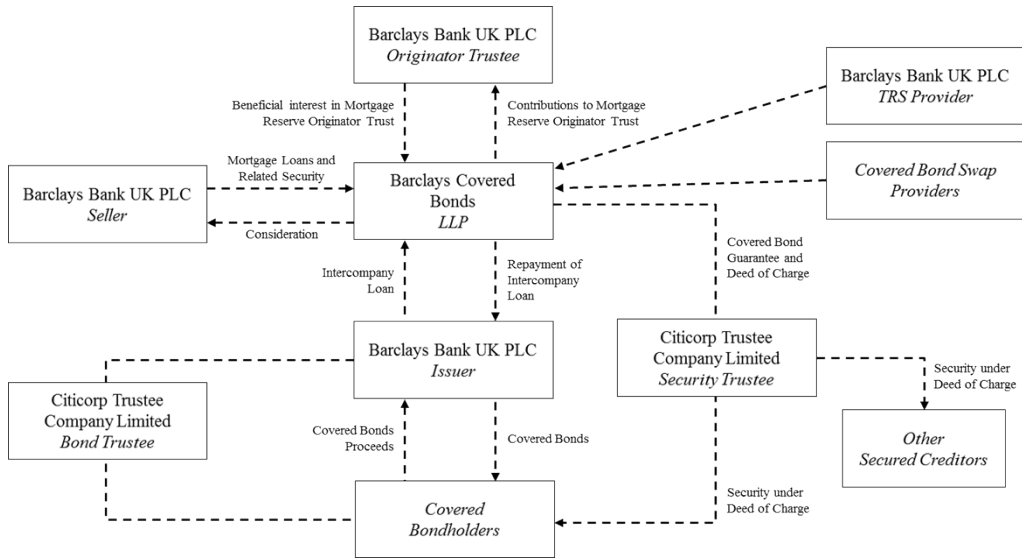 Barclays Bank UK PLC
Originator Trustee
Beneficial interest in Mortgage
Reserve Originator Trust
Contributions to Mortgage
Reserve Originator Trust
Barclays Bank UK PLC
TRS Provider
Mortgage Loans and
Related Security
Barclays Bank UK PLC
Seller
Consideration
Barclays Covered
Bonds
LLP
Covered Bond Swap
Providers
Intercompany
Loan
Repayment of
Intercompany
Loan
Covered Bond
Guarantee and
Deed of Charge
Barclays Bank UK PLC
Issuer
Citicorp Trustee
Company Limited
Security Trustee
Security under
Deed of Charge
Citicorp Trustee
Company Limited
Bond Trustee
Covered Bonds
Proceeds
Covered Bonds
Other
Secured Creditors
Covered
Bondholders
Security under
Deed of Charge